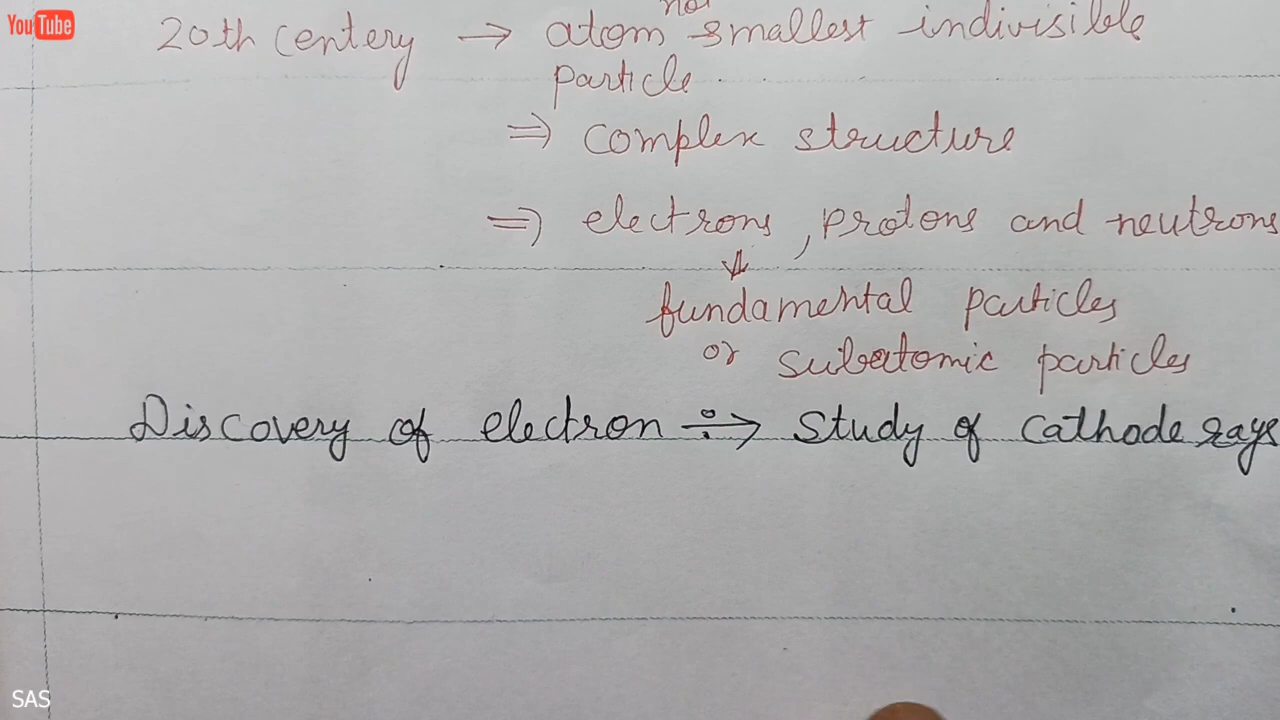 YouTube
not
20th centery → atom smallest indivisible
particle.
⇒ complex structure
⇒ electrons, protons and neutrons
↓
fundamental particles
or subatomic particles
Discovery of electron ÷→ Study of cathode rays
SAS